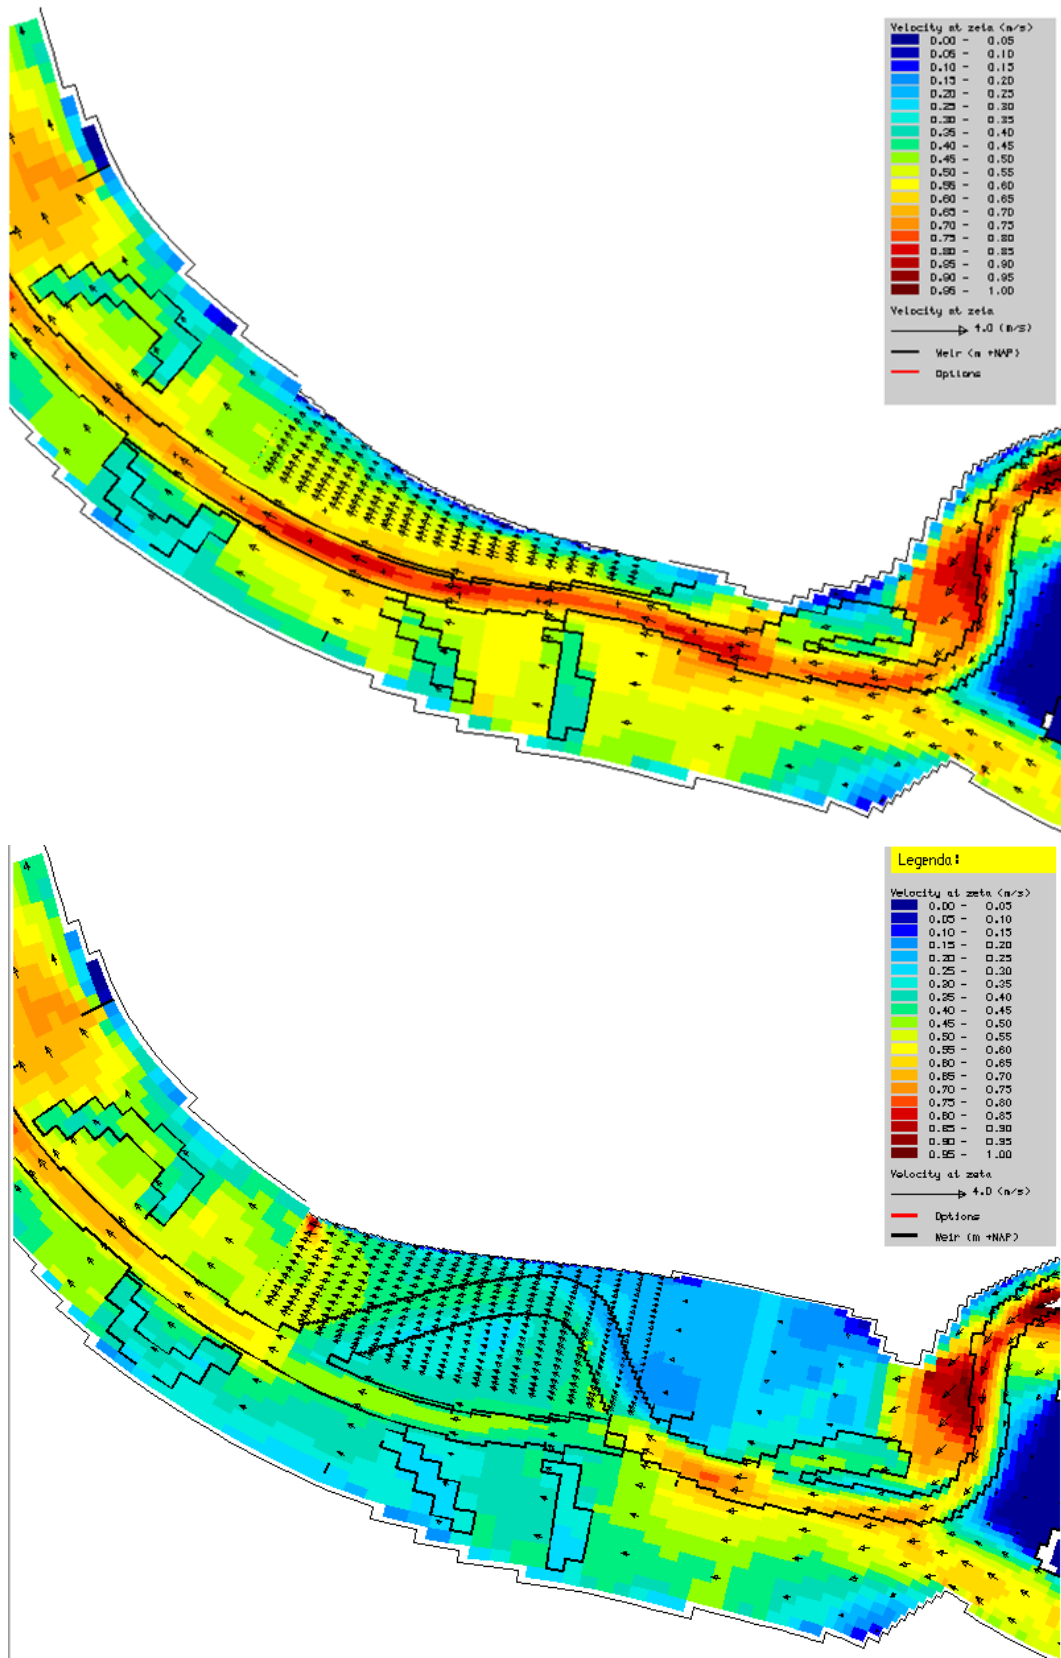 Velocity at zeta (m/s)
0.00 - 0.05
0.05 - 0.10
0.10 - 0.15
0.15 - 0.20
0.20 - 0.25
0.25 - 0.30
0.30 - 0.35
0.35 - 0.40
0.40 - 0.45
0.45 - 0.50
0.50 - 0.55
0.55 - 0.60
0.60 - 0.65
0.65 - 0.70
0.70 - 0.75
0.75 - 0.80
0.80 - 0.85
0.85 - 0.90
0.90 - 0.95
0.95 - 1.00
Velocity at zeta
4.0 (m/s)
Weir (m +NAP)
Options
Legenda:
Velocity at zeta (m/s)
0.00 - 0.05
0.05 - 0.10
0.10 - 0.15
0.15 - 0.20
0.20 - 0.25
0.25 - 0.30
0.30 - 0.35
0.35 - 0.40
0.40 - 0.45
0.45 - 0.50
0.50 - 0.55
0.55 - 0.60
0.60 - 0.65
0.65 - 0.70
0.70 - 0.75
0.75 - 0.80
0.80 - 0.85
0.85 - 0.90
0.90 - 0.95
0.95 - 1.00
Velocity at zeta
4.0 (m/s)
Options
Weir (m +NAP)